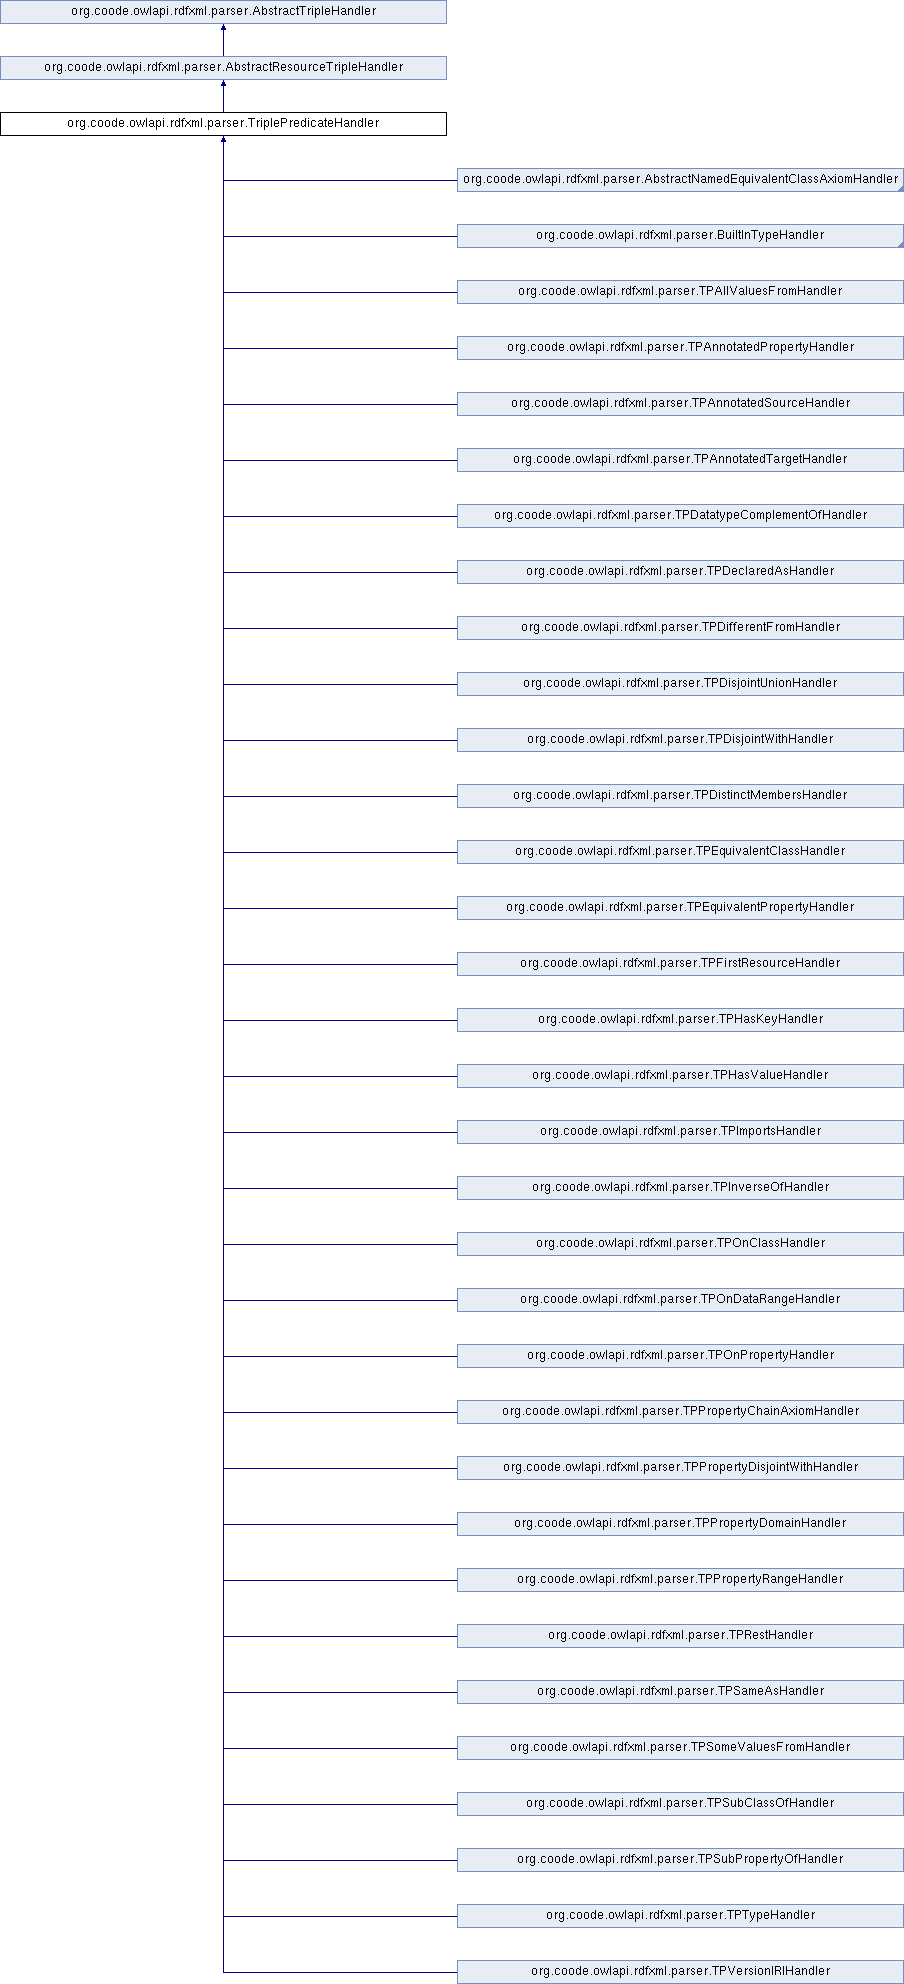 org.coode.owlapi.rdfxml.parser.AbstractTripleHandler
org.coode.owlapi.rdfxml.parser.AbstractResourceTripleHandler
org.coode.owlapi.rdfxml.parser.TriplePredicateHandler
org.coode.owlapi.rdfxml.parser.AbstractNamedEquivalentClassAxiomHandler
org.coode.owlapi.rdfxml.parser.BuiltInTypeHandler
org.coode.owlapi.rdfxml.parser.TPAllValuesFromHandler
org.coode.owlapi.rdfxml.parser.TPAnnotatedPropertyHandler
org.coode.owlapi.rdfxml.parser.TPAnnotatedSourceHandler
org.coode.owlapi.rdfxml.parser.TPAnnotatedTargetHandler
org.coode.owlapi.rdfxml.parser.TPDatatypeComplementOfHandler
org.coode.owlapi.rdfxml.parser.TPDeclaredAsHandler
org.coode.owlapi.rdfxml.parser.TPDifferentFromHandler
org.coode.owlapi.rdfxml.parser.TPDisjointUnionHandler
org.coode.owlapi.rdfxml.parser.TPDisjointWithHandler
org.coode.owlapi.rdfxml.parser.TPDistinctMembersHandler
org.coode.owlapi.rdfxml.parser.TPEquivalentClassHandler
org.coode.owlapi.rdfxml.parser.TPEquivalentPropertyHandler
org.coode.owlapi.rdfxml.parser.TPFirstResourceHandler
org.coode.owlapi.rdfxml.parser.TPHasKeyHandler
org.coode.owlapi.rdfxml.parser.TPHasValueHandler
org.coode.owlapi.rdfxml.parser.TPImportsHandler
org.coode.owlapi.rdfxml.parser.TPInverseOfHandler
org.coode.owlapi.rdfxml.parser.TPOnClassHandler
org.coode.owlapi.rdfxml.parser.TPOnDataRangeHandler
org.coode.owlapi.rdfxml.parser.TPOnPropertyHandler
org.coode.owlapi.rdfxml.parser.TPPropertyChainAxiomHandler
org.coode.owlapi.rdfxml.parser.TPPropertyDisjointWithHandler
org.coode.owlapi.rdfxml.parser.TPPropertyDomainHandler
org.coode.owlapi.rdfxml.parser.TPPropertyRangeHandler
org.coode.owlapi.rdfxml.parser.TPRestHandler
org.coode.owlapi.rdfxml.parser.TPSameAsHandler
org.coode.owlapi.rdfxml.parser.TPSomeValuesFromHandler
org.coode.owlapi.rdfxml.parser.TPSubClassOfHandler
org.coode.owlapi.rdfxml.parser.TPSubPropertyOfHandler
org.coode.owlapi.rdfxml.parser.TPTypeHandler
org.coode.owlapi.rdfxml.parser.TPVersionIRIHandler